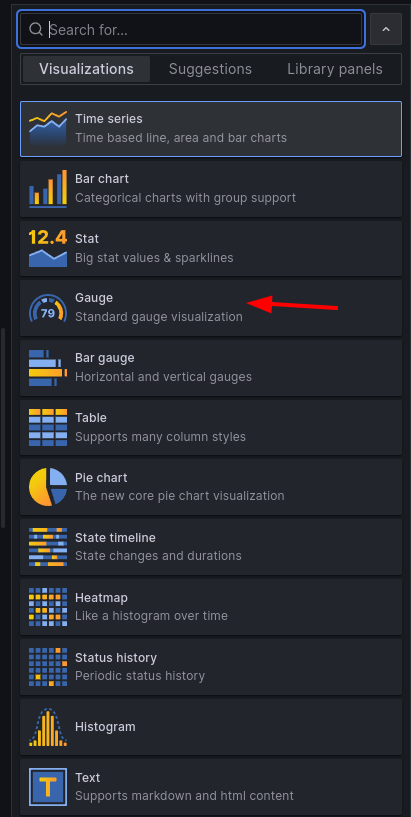 Search for...
Visualizations Suggestions Library panels
Time series
Time based line, area and bar charts
Bar chart
Categorical charts with group support
12.4
Stat
Big stat values & sparklines
79
Gauge
Standard gauge visualization
Bar gauge
Horizontal and vertical gauges
Table
Supports many column styles
Pie chart
The new core pie chart visualization
State timeline
State changes and durations
Heatmap
Like a histogram over time
Status history
Periodic status history
Histogram
T
Text
Supports markdown and html content